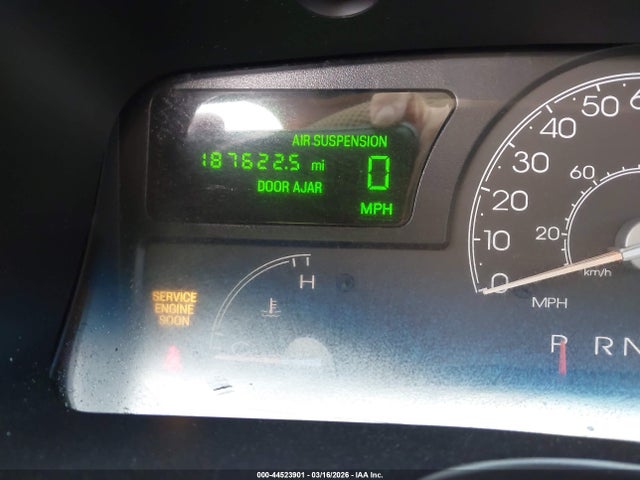 AIR SUSPENSION
187622.5 mi
0
DOOR AJAR
MPH
SERVICE
ENGINE
SOON
H
C
0
10
20
30
40
50
20
60
km/h
MPH
P R N
000-44523901 - 03/16/2026 - IAA Inc.